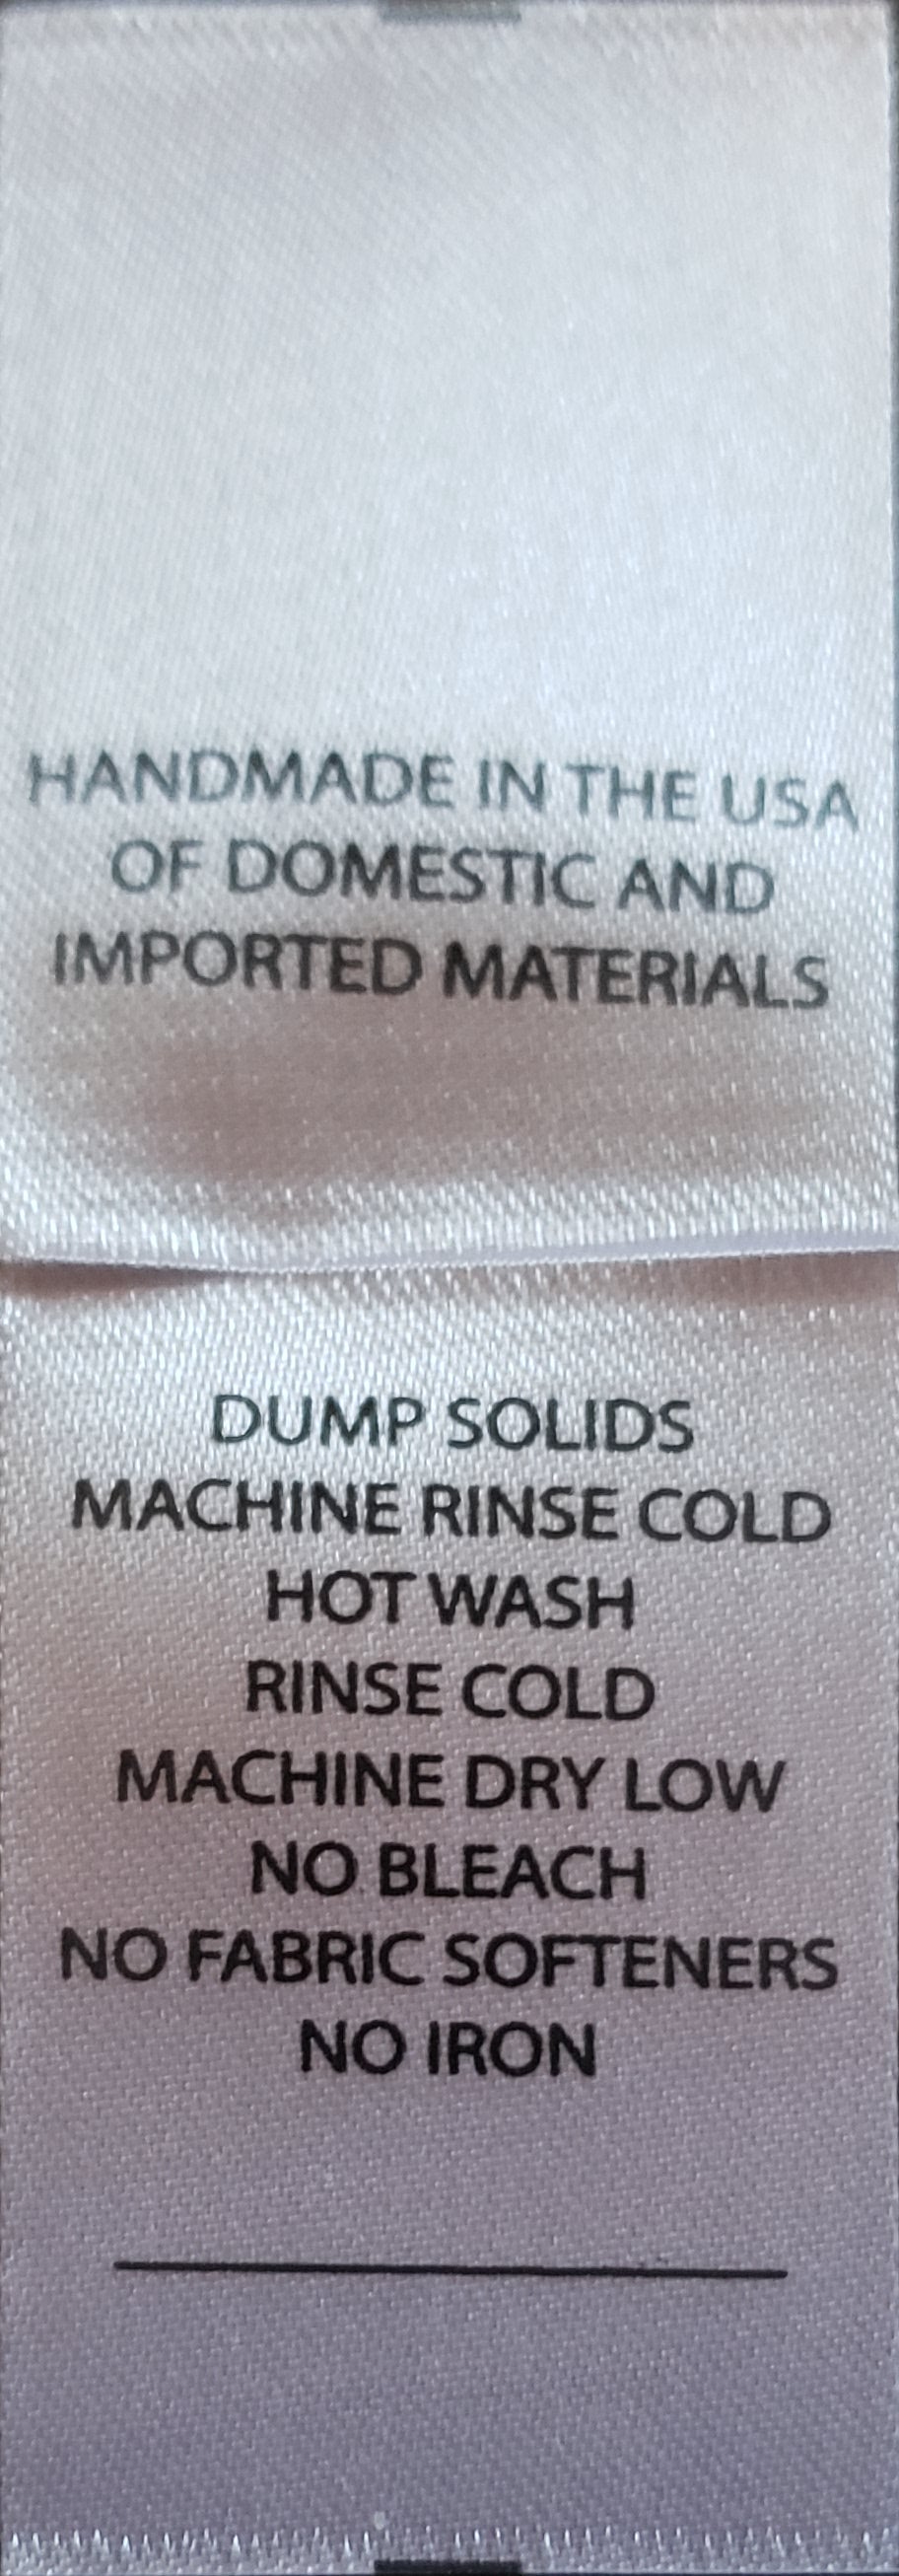 HANDMADE IN THE USA
OF DOMESTIC AND
IMPORTED MATERIALS
DUMP SOLIDS
MACHINE RINSE COLD
HOT WASH
RINSE COLD
MACHINE DRY LOW
NO BLEACH
NO FABRIC SOFTENERS
NO IRON